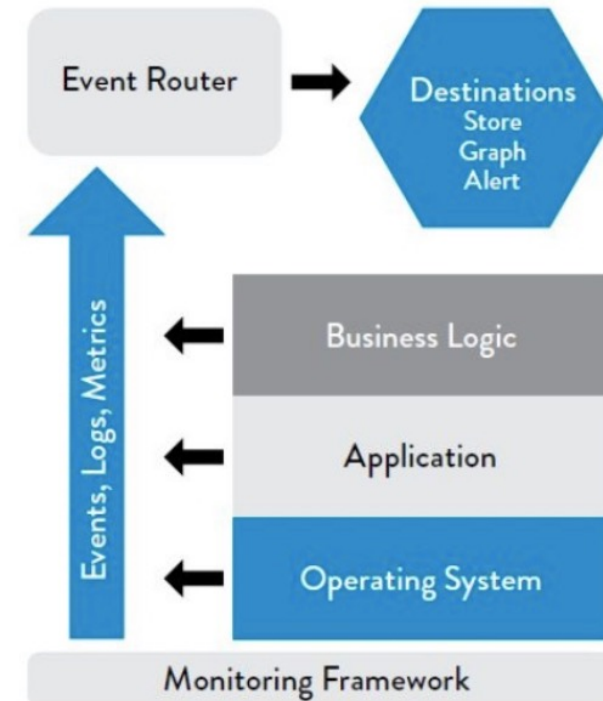 Event Router
Destinations
Store
Graph
Alert
Events, Logs, Metrics
Business Logic
Application
Operating System
Monitoring Framework